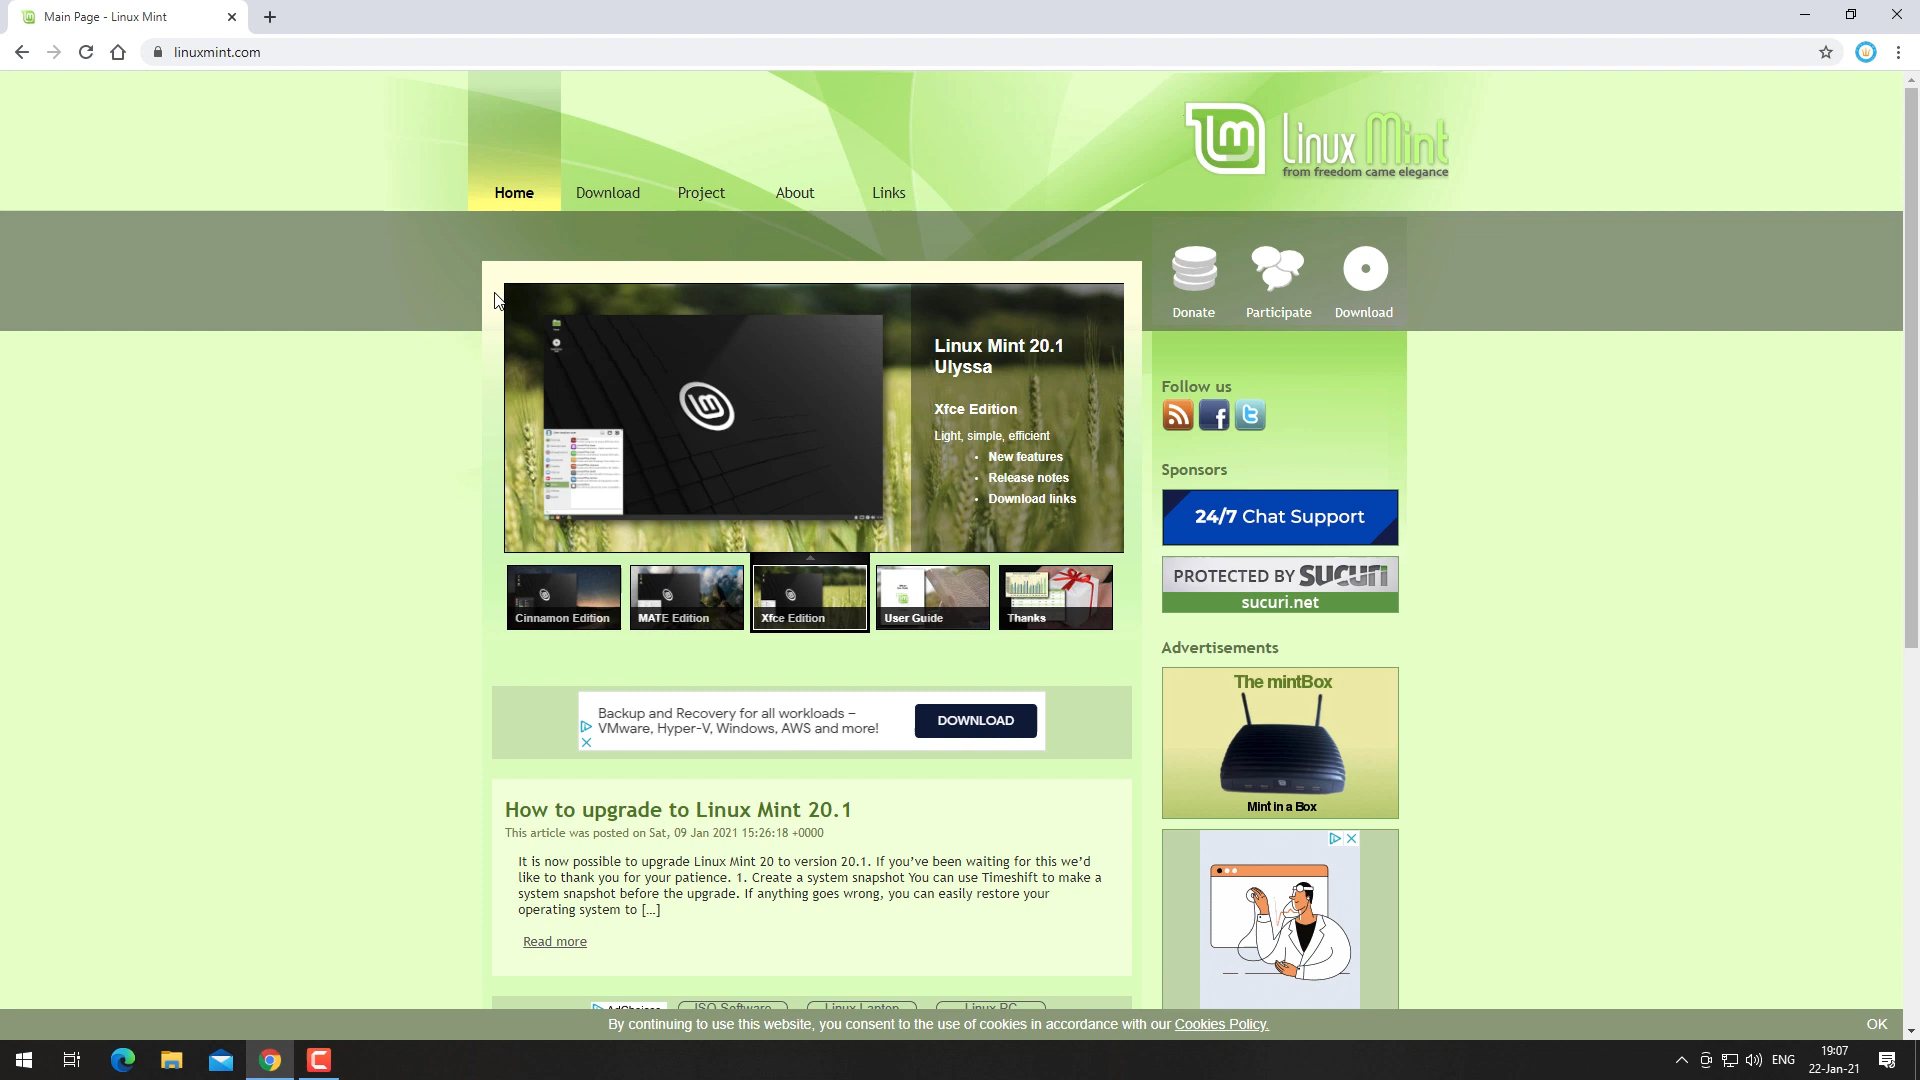 Main Page - Linux Mint
linuxmint.com
Linux Mint
from freedom came elegance
Home
Download
Project
About
Links
Donate
Participate
Download
Linux Mint 20.1
Ulyssa
Xfce Edition
Light, simple, efficient
New features
Release notes
Download links
Cinnamon Edition
MATE Edition
Xfce Edition
User Guide
Thanks
Follow us
Sponsors
24/7 Chat Support
PROTECTED BY SUCURi
sucuri.net
Advertisements
The mintBox
Mint in a Box
Backup and Recovery for all workloads –
VMware, Hyper-V, Windows, AWS and more!
DOWNLOAD
How to upgrade to Linux Mint 20.1
This article was posted on Sat, 09 Jan 2021 15:26:18 +0000
It is now possible to upgrade Linux Mint 20 to version 20.1. If you’ve been waiting for this we’d
like to thank you for your patience. 1. Create a system snapshot You can use Timeshift to make a
system snapshot before the upgrade. If anything goes wrong, you can easily restore your
operating system to […]
Read more
AdChoices
ISO Software
Linux Laptop
Linux PC
By continuing to use this website, you consent to the use of cookies in accordance with our Cookies Policy.
OK
ENG
19:07
22-Jan-21